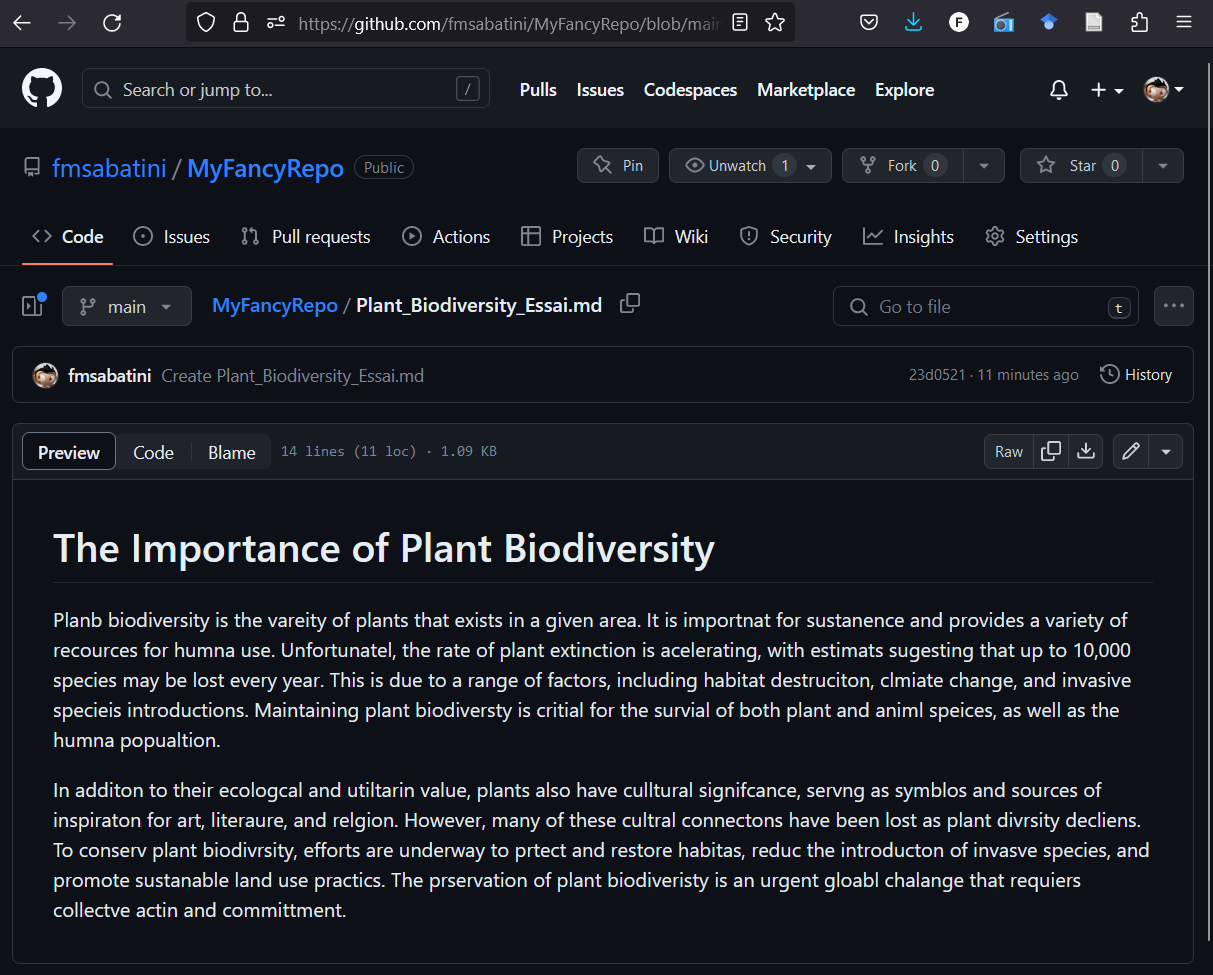 https://github.com/fmsabatini/MyFancyRepo/blob/mai
F
Search or jump to... /
Pulls Issues Codespaces Marketplace Explore
fmsabatini / MyFancyRepo Public
Pin Unwatch 1 Fork 0 Star 0
Code Issues Pull requests Actions Projects Wiki Security Insights Settings
main MyFancyRepo / Plant_Biodiversity_Essai.md Go to file t
fmsabatini Create Plant_Biodiversity_Essai.md 23d0521 · 11 minutes ago History
Preview Code Blame 14 lines (11 loc) · 1.09 KB Raw
The Importance of Plant Biodiversity
Planb biodiversity is the vareity of plants that exists in a given area. It is importnat for sustanence and provides a variety of
recources for humna use. Unfortunatel, the rate of plant extinction is acelerating, with estimats sugesting that up to 10,000
species may be lost every year. This is due to a range of factors, including habitat destruciton, clmiate change, and invasive
specieis introductions. Maintaining plant biodiversty is critial for the survial of both plant and animl speices, as well as the
humna popualtion.
In additon to their ecologcal and utiltarin value, plants also have culltural signifcance, servng as symblos and sources of
inspiraton for art, literaure, and relgion. However, many of these cultral connectons have been lost as plant divrsity decliens.
To conserv plant biodivrsity, efforts are underway to prtect and restore habitas, reduc the introducton of invasve species, and
promote sustanable land use practics. The prservation of plant biodiveristy is an urgent gloabl chalange that requiers
collectve actin and committment.